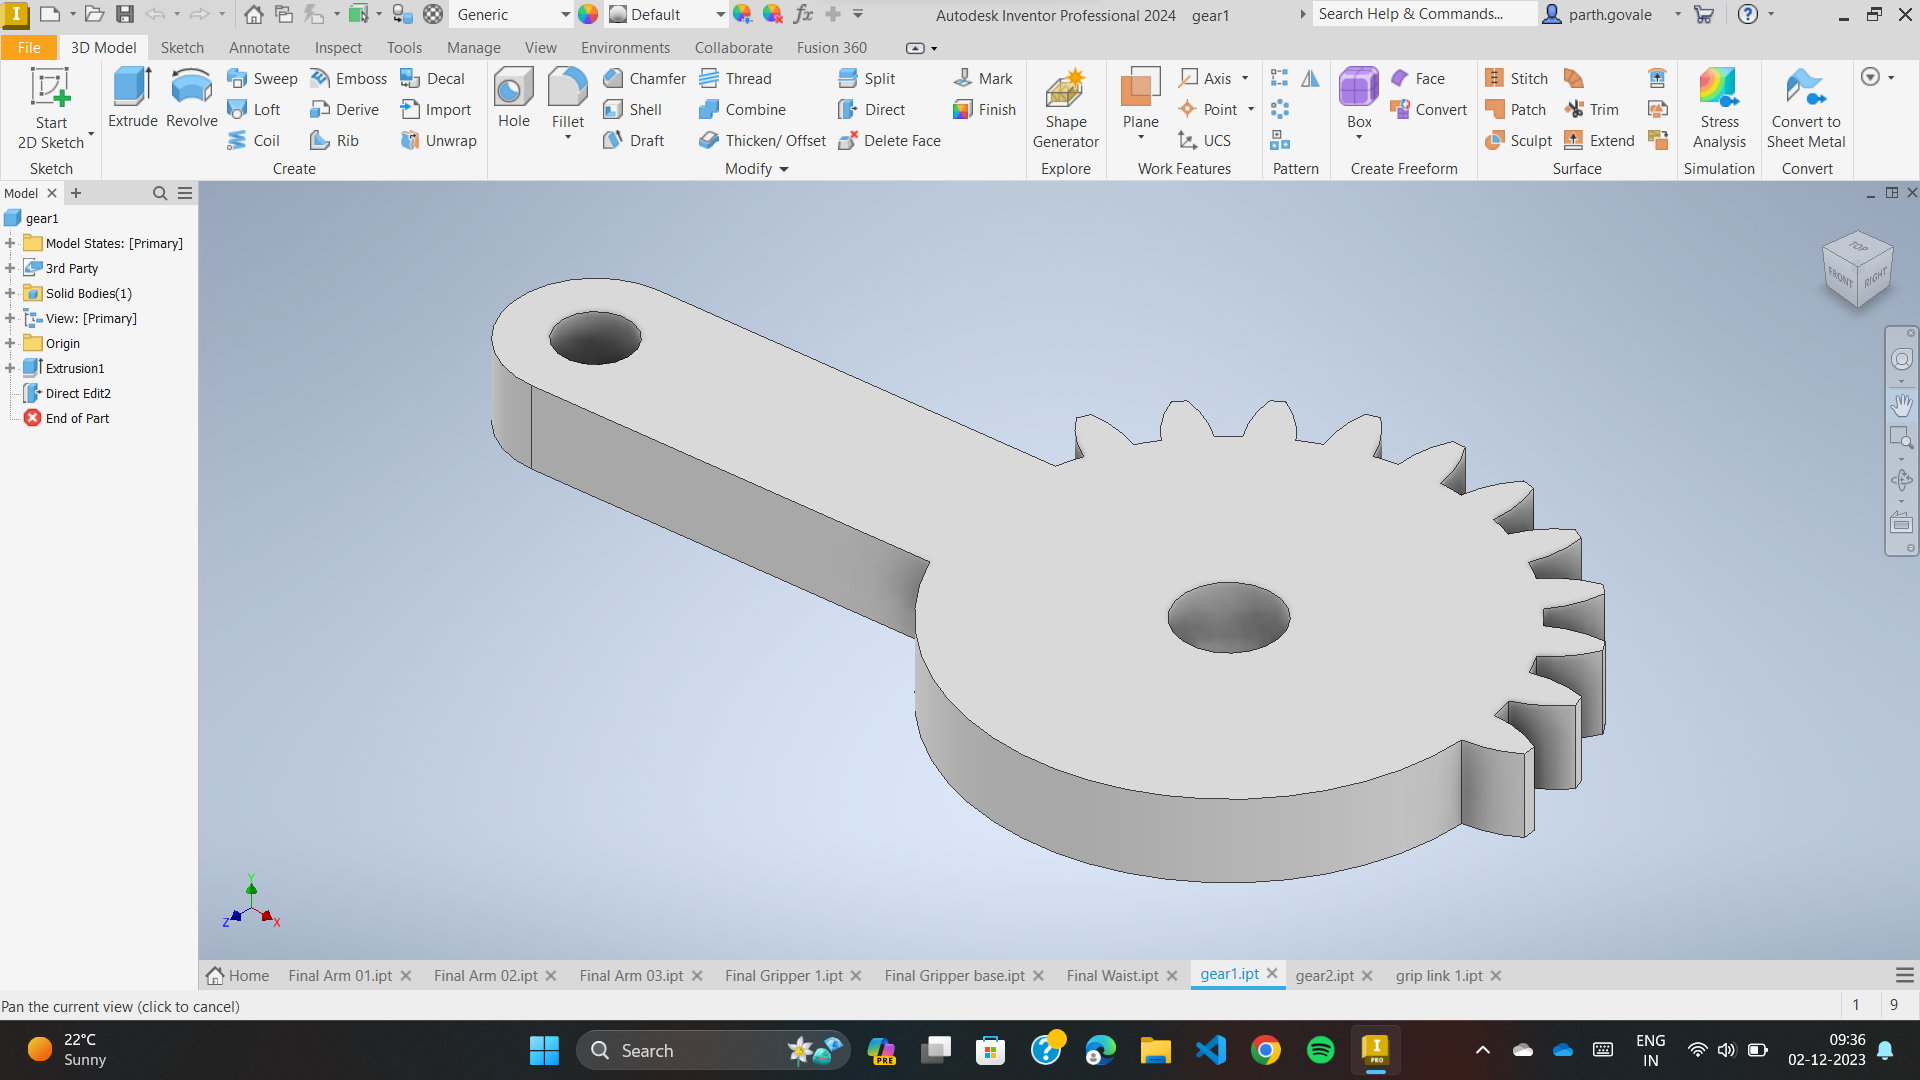 Generic
Default
Autodesk Inventor Professional 2024 gear1
Search Help & Commands...
parth.govale
File 3D Model Sketch Annotate Inspect Tools Manage View Environments Collaborate Fusion 360
Start
2D Sketch
Sketch
Extrude
Revolve
Sweep
Loft
Coil
Emboss
Derive
Rib
Decal
Import
Unwrap
Create
Hole
Fillet
Chamfer
Shell
Draft
Thread
Combine
Thicken/ Offset
Split
Direct
Delete Face
Mark
Finish
Modify
Shape
Generator
Explore
Plane
Axis
Point
UCS
Work Features
Pattern
Box
Face
Convert
Create Freeform
Stitch
Patch
Sculpt
Trim
Extend
Surface
Stress
Analysis
Simulation
Convert to
Sheet Metal
Convert
Model
gear1
Model States: [Primary]
3rd Party
Solid Bodies(1)
View: [Primary]
Origin
Extrusion1
Direct Edit2
End of Part
TOP
FRONT
RIGHT
Y
Z
X
Home
Final Arm 01.ipt
Final Arm 02.ipt
Final Arm 03.ipt
Final Gripper 1.ipt
Final Gripper base.ipt
Final Waist.ipt
gear1.ipt
gear2.ipt
grip link 1.ipt
Pan the current view (click to cancel)
1 9
22°C
Sunny
Search
PRE
I
PRO
ENG
IN
09:36
02-12-2023